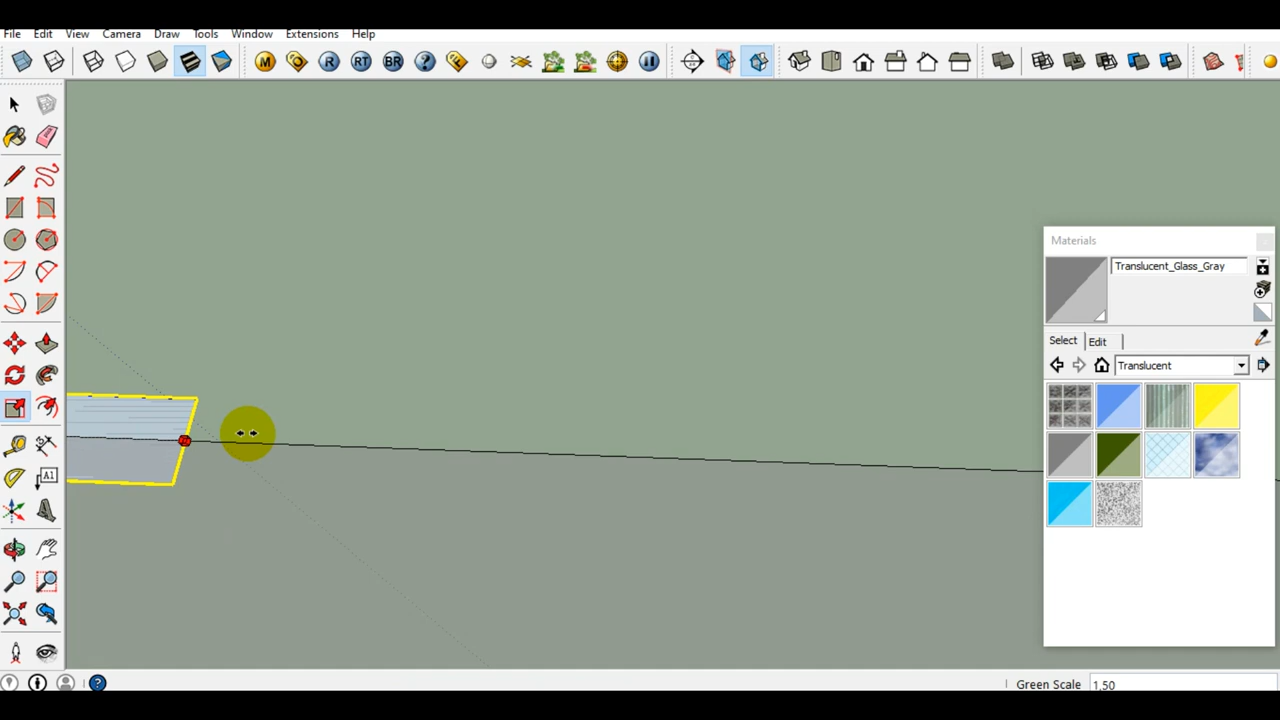 File Edit View Camera Draw Tools Window Extensions Help
M R RT BR ?
Materials
Translucent_Glass_Gray
Select Edit
Translucent
A1
Green Scale 1,50